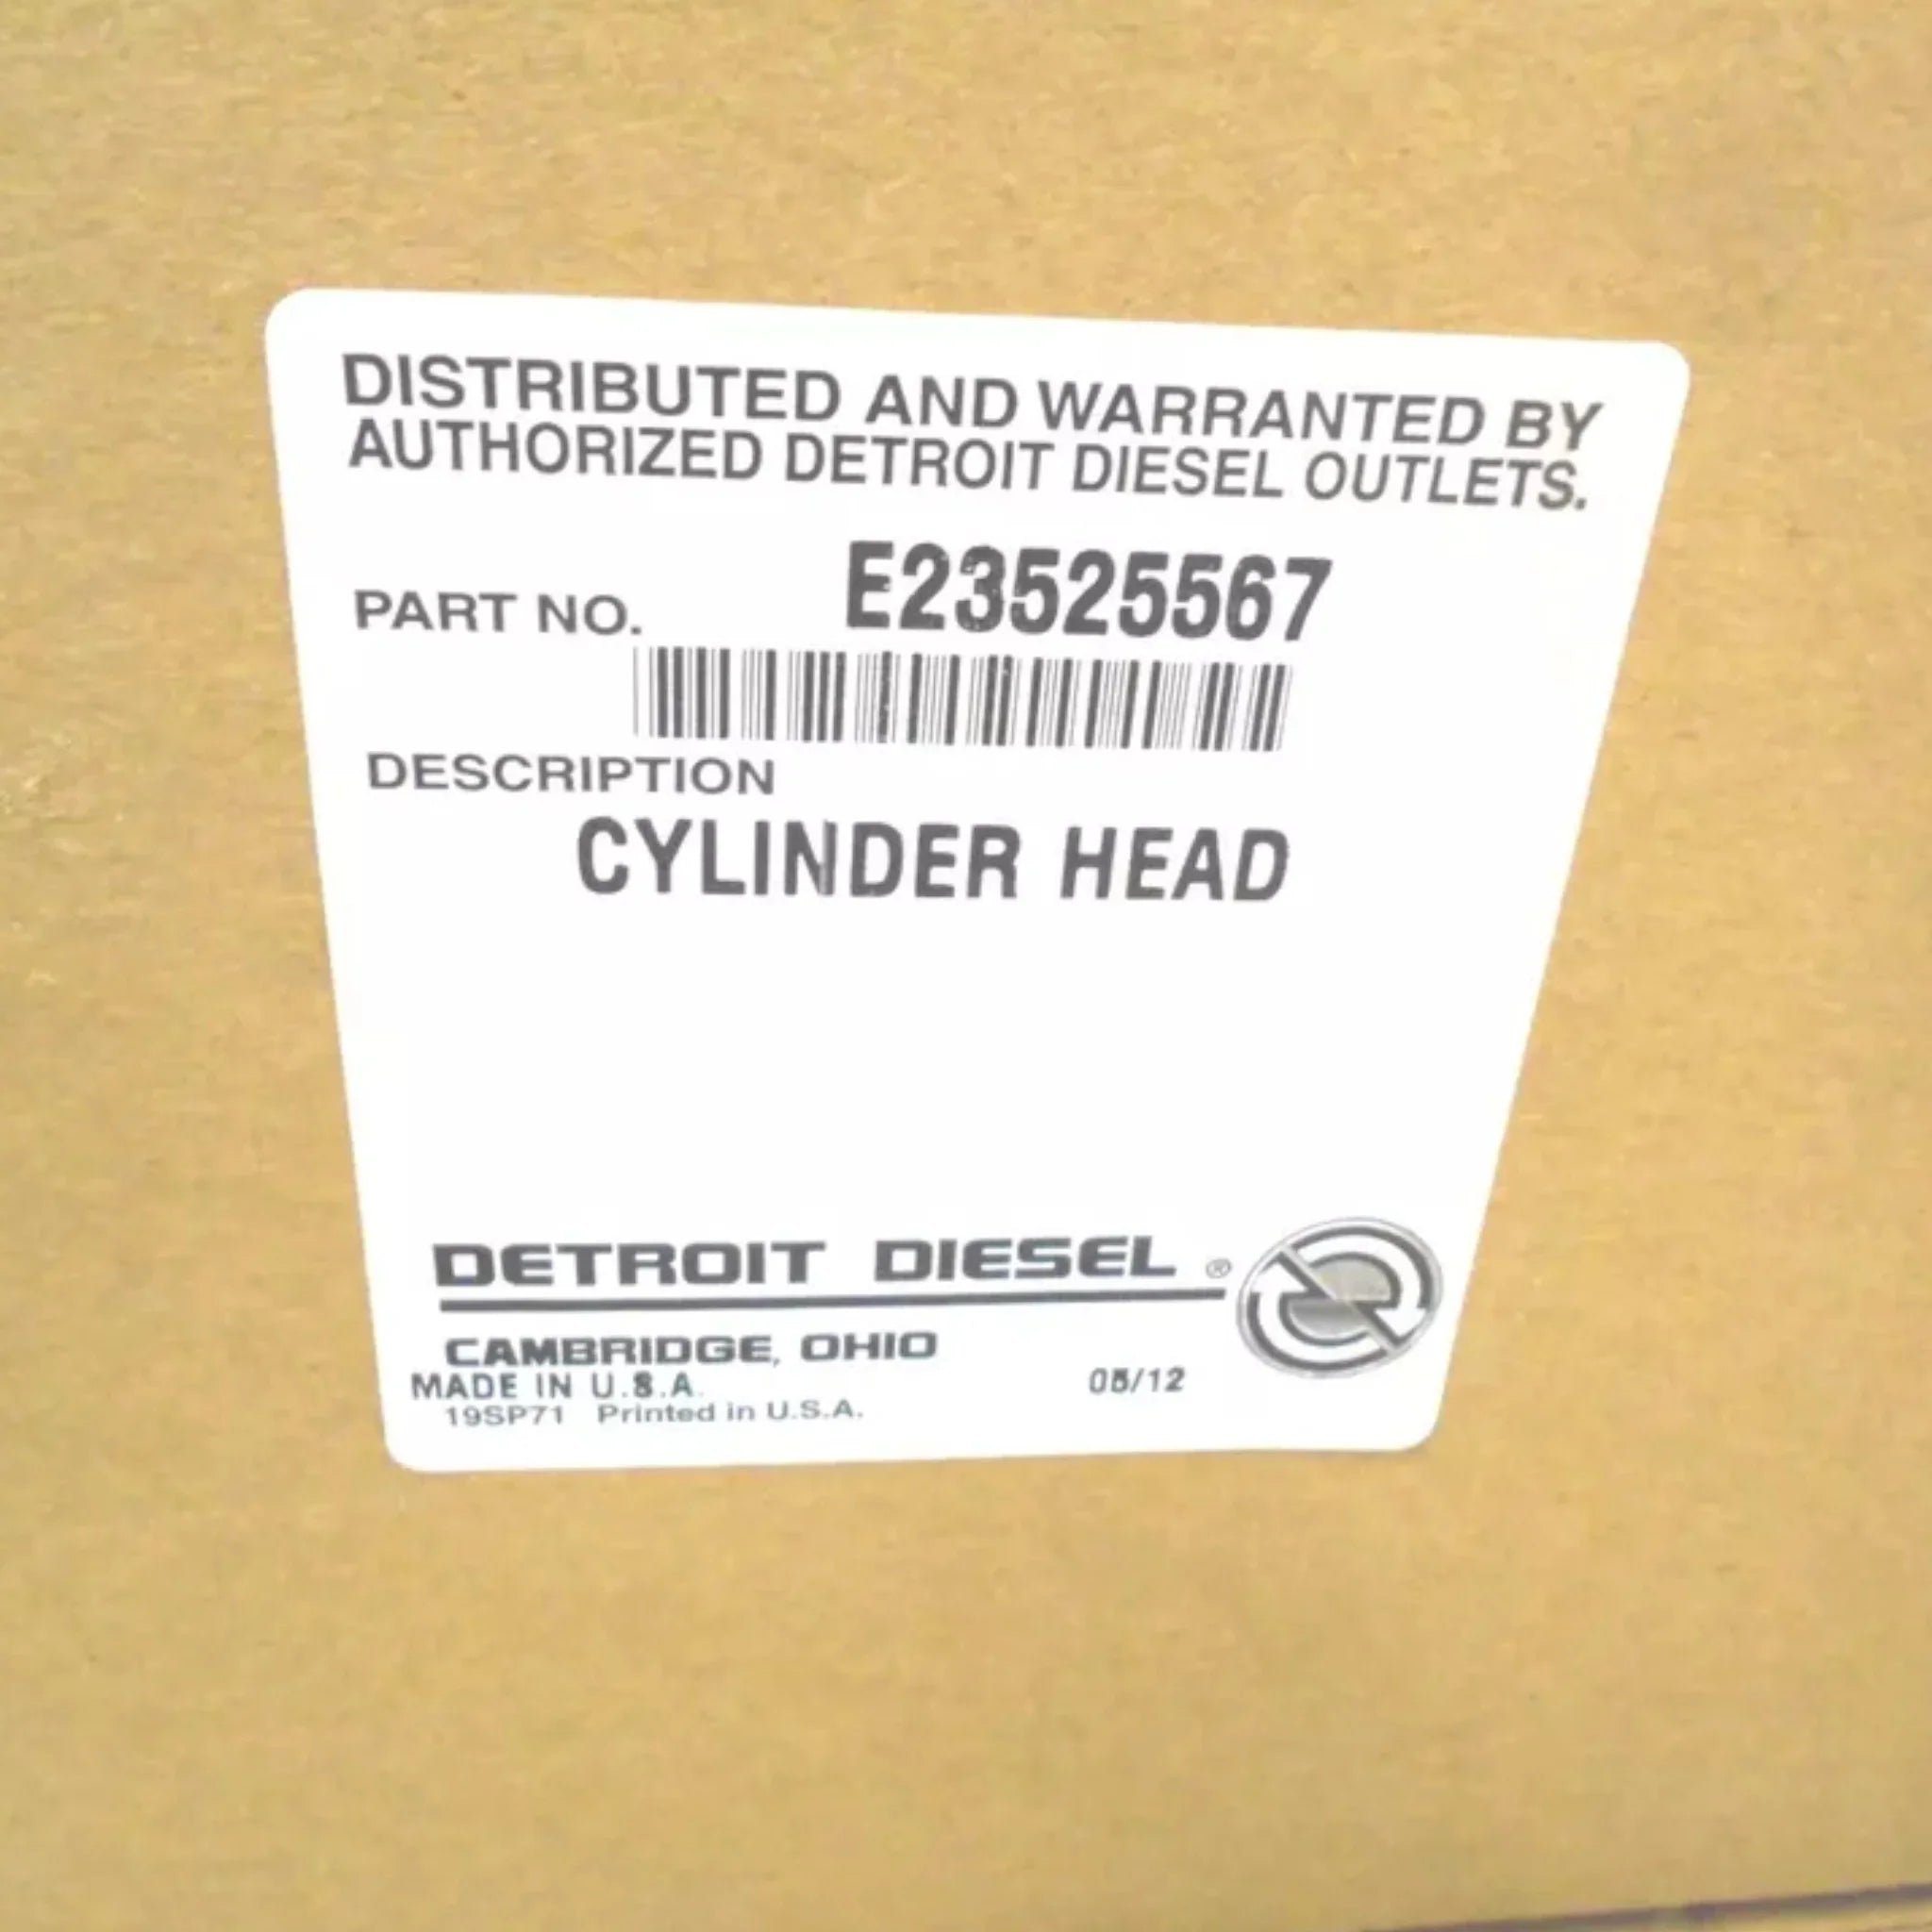 DISTRIBUTED AND WARRANTED BY
AUTHORIZED DETROIT DIESEL OUTLETS.
PART NO. E23525567
DESCRIPTION
CYLINDER HEAD
DETROIT DIESEL ®
CAMBRIDGE, OHIO
MADE IN U.S.A.
05/12
19SP71 Printed in U.S.A.